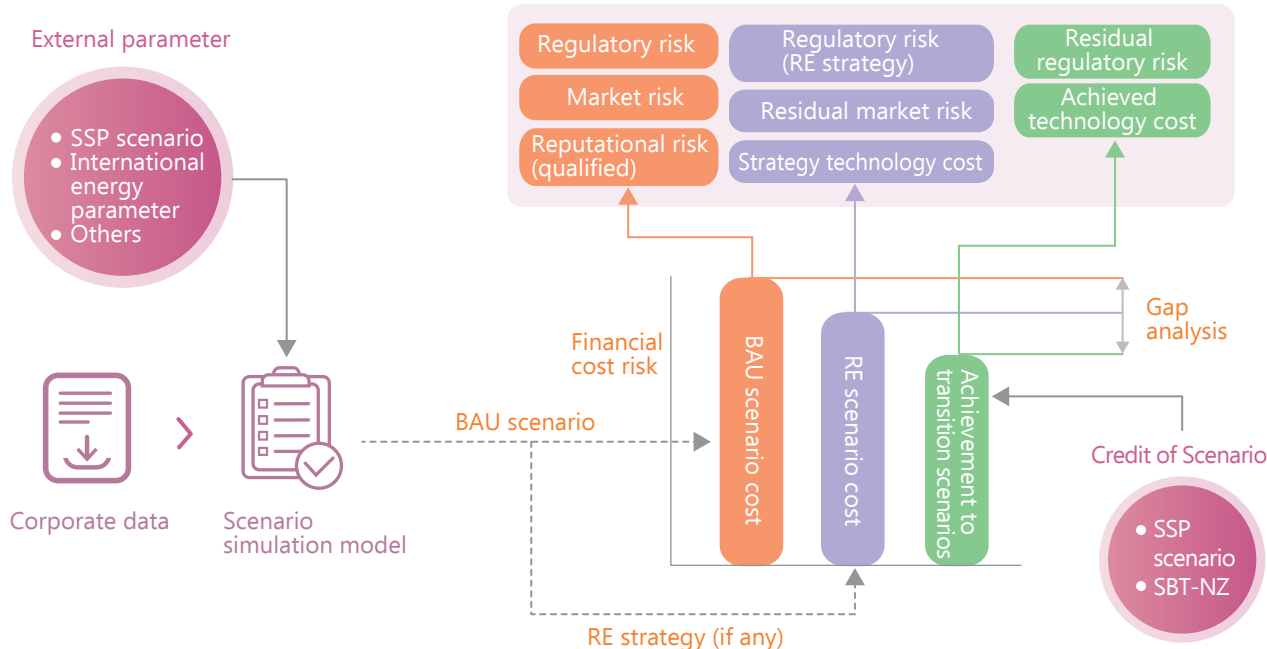 External parameter
SSP scenario
International
energy
parameter
Others
Corporate data
Scenario
simulation model
Regulatory risk
Market risk
Reputational risk
(qualified)
Regulatory risk
(RE strategy)
Residual market risk
Strategy technology cost
Residual
regulatory risk
Achieved
technology cost
Financial
cost risk
BAU scenario
RE strategy (if any)
BAU scenario cost
RE scenario cost
Achievement to
transition scenarios
Gap
analysis
Credit of Scenario
SSP
scenario
SBT-NZ